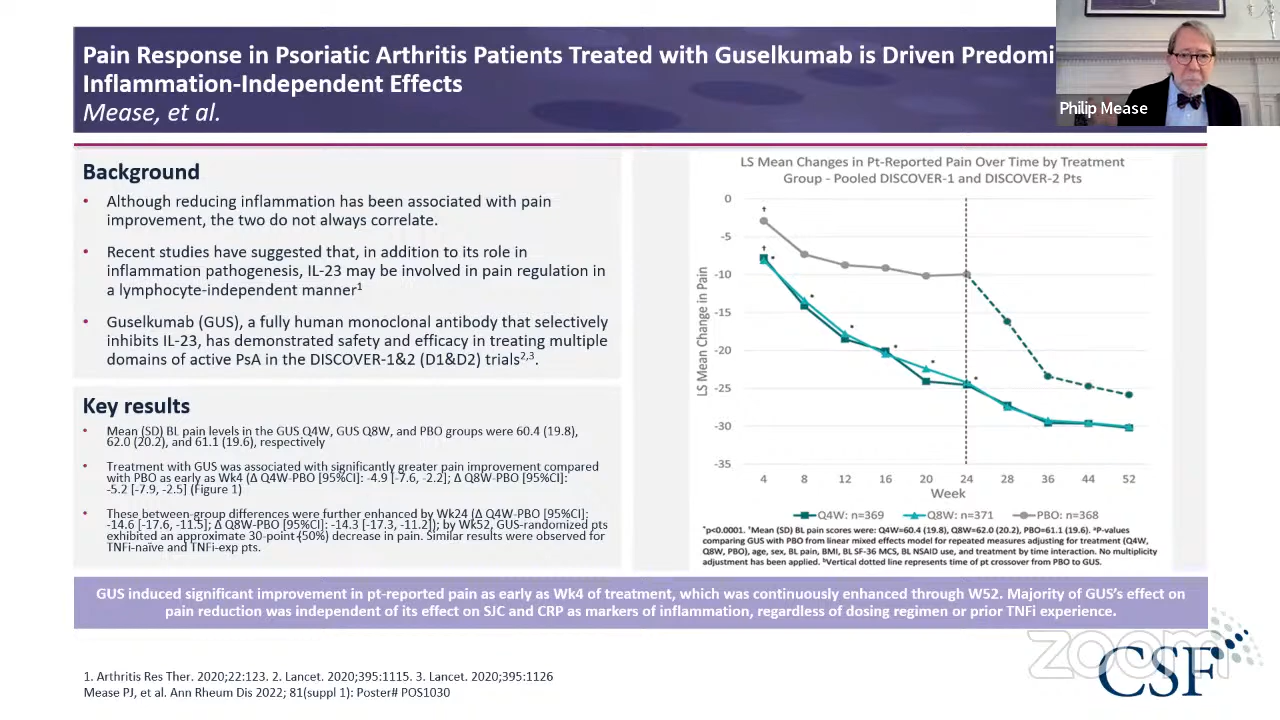 Pain Response in Psoriatic Arthritis Patients Treated with Guselkumab is Driven Predomi
Inflammation-Independent Effects
Mease, et al.
Philip Mease
Background
• Although reducing inflammation has been associated with pain
improvement, the two do not always correlate.
• Recent studies have suggested that, in addition to its role in
inflammation pathogenesis, IL-23 may be involved in pain regulation in
a lymphocyte-independent manner1
• Guselkumab (GUS), a fully human monoclonal antibody that selectively
inhibits IL-23, has demonstrated safety and efficacy in treating multiple
domains of active PsA in the DISCOVER-1&2 (D1&D2) trials2,3.
Key results
• Mean (SD) BL pain levels in the GUS Q4W, GUS Q8W, and PBO groups were 60.4 (19.8),
62.0 (20.2), and 61.1 (19.6), respectively
• Treatment with GUS was associated with significantly greater pain improvement compared
with PBO as early as Wk4 (Δ Q4W-PBO [95%CI]: -4.9 [-7.6, -2.2]; Δ Q8W-PBO [95%CI]:
-5.2 [-7.9, -2.5] (Figure 1)
• These between-group differences were further enhanced by Wk24 (Δ Q4W-PBO [95%CI]:
-14.6 [-17.6, -11.5]; Δ Q8W-PBO [95%CI]: -14.3 [-17.3, -11.2]); by Wk52, GUS-randomized pts
exhibited an approximate 30-point (50%) decrease in pain. Similar results were observed for
TNFi-naïve and TNFi-exp pts.
LS Mean Changes in Pt-Reported Pain Over Time by Treatment
Group - Pooled DISCOVER-1 and DISCOVER-2 Pts
LS Mean Change in Pain
0
-5
-10
-15
-20
-25
-30
-35
4 8 12 16 20 24 28 36 44 52
Week
Q4W: n=369 Q8W: n=371 PBO: n=368
*p<0.0001. †Mean (SD) BL pain scores were: Q4W=60.4 (19.8), Q8W=62.0 (20.2), PBO=61.1 (19.6). aP-values
comparing GUS with PBO from linear mixed effects model for repeated measures adjusting for treatment (Q4W,
Q8W, PBO), age, sex, BL pain, BMI, BL SF-36 MCS, BL NSAID use, and treatment by time interaction. No multiplicity
adjustment has been applied. bVertical dotted line represents time of pt crossover from PBO to GUS.
GUS induced significant improvement in pt-reported pain as early as Wk4 of treatment, which was continuously enhanced through W52. Majority of GUS's effect on
pain reduction was independent of its effect on SJC and CRP as markers of inflammation, regardless of dosing regimen or prior TNFi experience.
1. Arthritis Res Ther. 2020;22:123. 2. Lancet. 2020;395:1115. 3. Lancet. 2020;395:1126
Mease PJ, et al. Ann Rheum Dis 2022; 81(suppl 1): Poster# POS1030
zoom
CSF